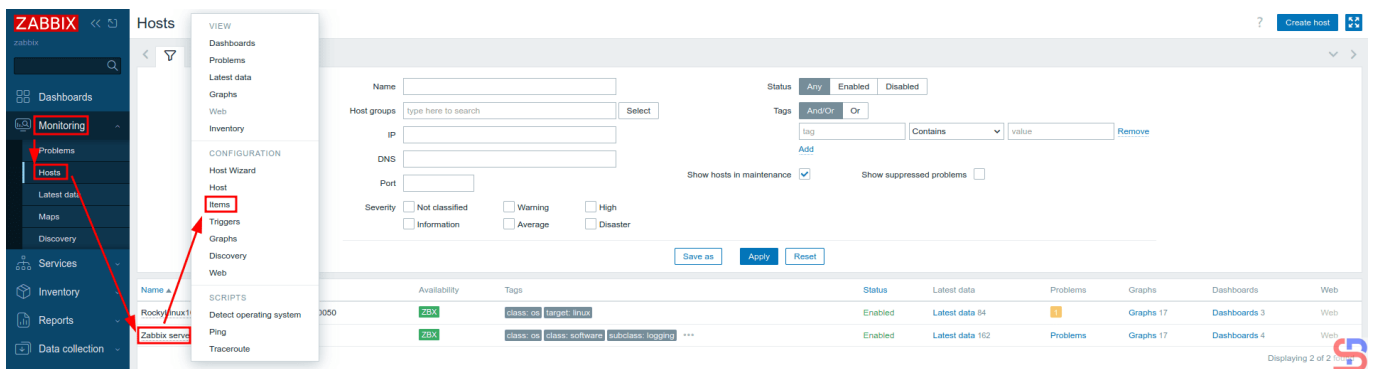 ZABBIX
zabbix
Dashboards
Monitoring
Problems
Hosts
Latest data
Maps
Discovery
Services
Inventory
Reports
Data collection
Hosts
? Create host
VIEW
Dashboards
Problems
Latest data
Graphs
Web
Inventory
CONFIGURATION
Host Wizard
Host
Items
Triggers
Graphs
Discovery
Web
SCRIPTS
Detect operating system
Ping
Traceroute
Name
Host groups type here to search Select
IP
DNS
Port
Severity Not classified Warning High
Information Average Disaster
Status Any Enabled Disabled
Tags And/Or Or
tag Contains value Remove
Add
Show hosts in maintenance Show suppressed problems
Save as Apply Reset
Name Availability Tags Status Latest data Problems Graphs Dashboards Web
0050 ZBX class: os target: linux Enabled Latest data 84 1 Graphs 17 Dashboards 3 Web
Zabbix serve ZBX class: os class: software subclass: logging ••• Enabled Latest data 162 Problems Graphs 17 Dashboards 4
Displaying 2 of 2